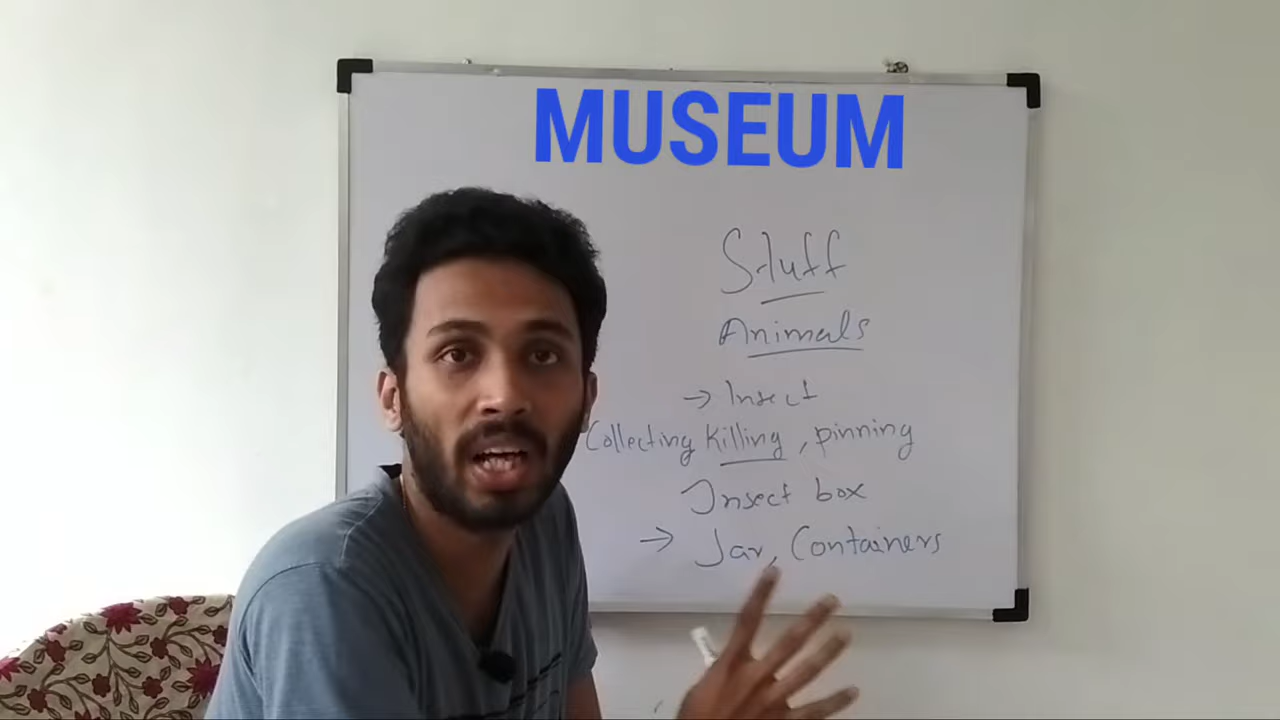 MUSEUM
Stuff
Animals
→ Insect
Collecting Killing, pinning
Insect box
→ Jar, Containers